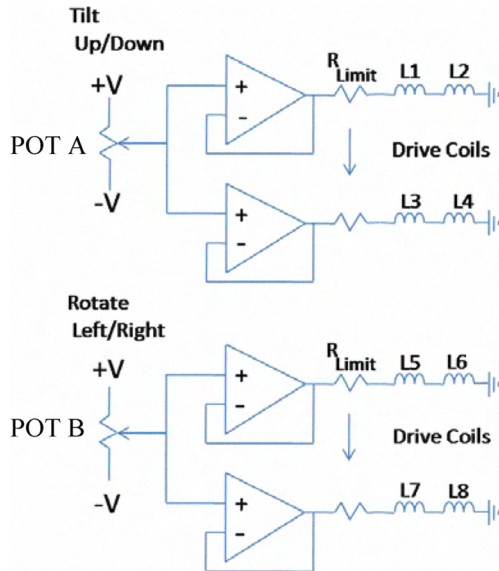 Tilt
Up/Down
+V
POT A
-V
+
-
R
Limit
L1 L2
Drive Coils
+
-
L3 L4
Rotate
Left/Right
+V
POT B
-V
+
-
R
Limit
L5 L6
Drive Coils
+
-
L7 L8